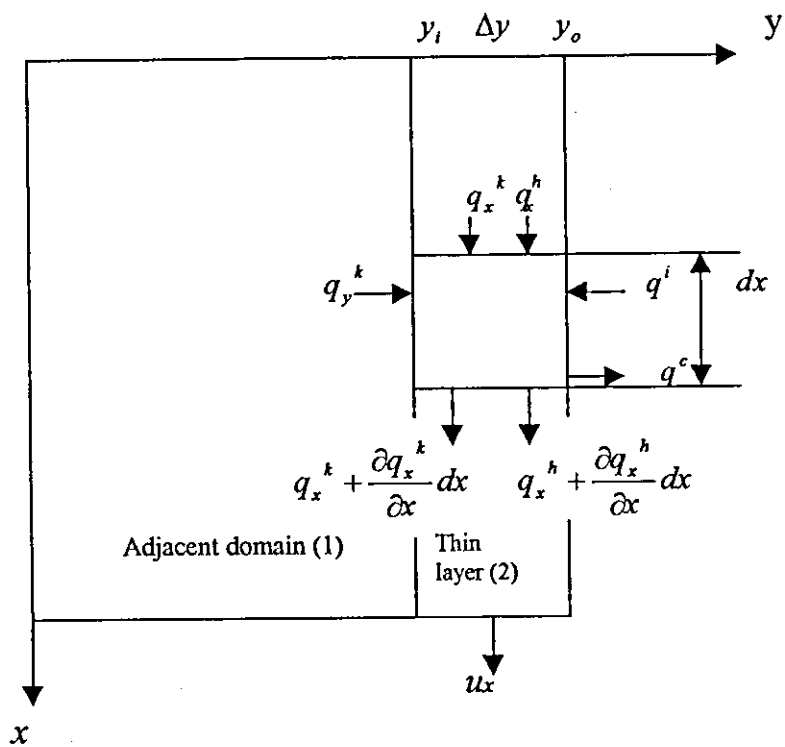 y_i Δy y_o y
q_x^k q_x^h
q_y^k q^i dx
q^c
q_x^k + ∂q_x^k/∂x dx q_x^h + ∂q_x^h/∂x dx
Adjacent domain (1) Thin
layer (2)
u_x
x